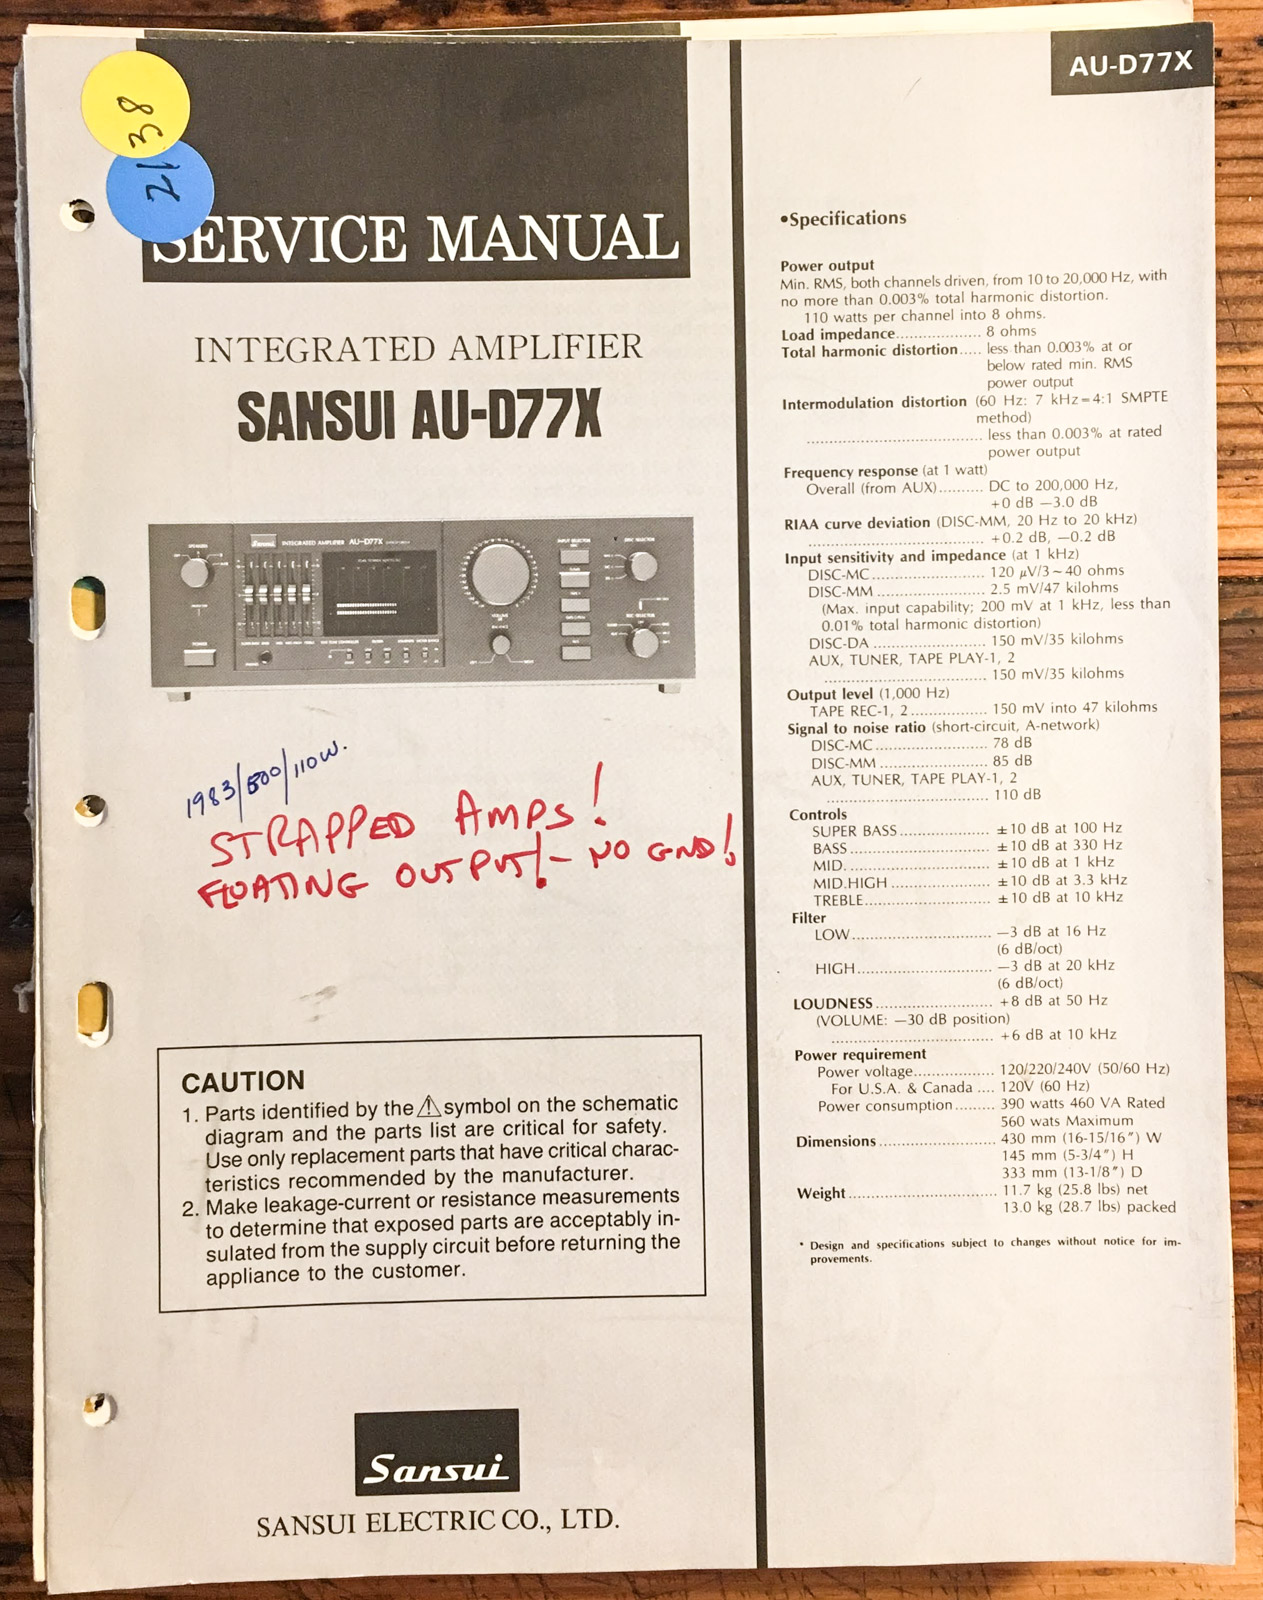 38
21
SERVICE MANUAL
INTEGRATED AMPLIFIER
SANSUI AU-D77X
Sansui INTEGRATED AMPLIFIER AU-D77X
1983/500/110W.
STRAPPED AMPS!
FLOATING OUTPUT! - NO GND!
CAUTION
1. Parts identified by the ⚠ symbol on the schematic
diagram and the parts list are critical for safety.
Use only replacement parts that have critical charac-
teristics recommended by the manufacturer.
2. Make leakage-current or resistance measurements
to determine that exposed parts are acceptably in-
sulated from the supply circuit before returning the
appliance to the customer.
Sansui
SANSUI ELECTRIC CO., LTD.
AU-D77X
•Specifications
Power output
Min. RMS, both channels driven, from 10 to 20,000 Hz, with
no more than 0.003% total harmonic distortion.
110 watts per channel into 8 ohms.
Load impedance.................. 8 ohms
Total harmonic distortion..... less than 0.003% at or
below rated min. RMS
power output
Intermodulation distortion (60 Hz: 7 kHz=4:1 SMPTE
method)
..................................... less than 0.003% at rated
power output
Frequency response (at 1 watt)
Overall (from AUX).......... DC to 200,000 Hz,
+0 dB −3.0 dB
RIAA curve deviation (DISC-MM, 20 Hz to 20 kHz)
..................................... +0.2 dB, −0.2 dB
Input sensitivity and impedance (at 1 kHz)
DISC-MC........................ 120 μV/3~40 ohms
DISC-MM....................... 2.5 mV/47 kilohms
(Max. input capability; 200 mV at 1 kHz, less than
0.01% total harmonic distortion)
DISC-DA........................ 150 mV/35 kilohms
AUX, TUNER, TAPE PLAY-1, 2
.................................. 150 mV/35 kilohms
Output level (1,000 Hz)
TAPE REC-1, 2................ 150 mV into 47 kilohms
Signal to noise ratio (short-circuit, A-network)
DISC-MC........................ 78 dB
DISC-MM....................... 85 dB
AUX, TUNER, TAPE PLAY-1, 2
.................................. 110 dB
Controls
SUPER BASS................... ±10 dB at 100 Hz
BASS............................ ±10 dB at 330 Hz
MID.............................. ±10 dB at 1 kHz
MID.HIGH..................... ±10 dB at 3.3 kHz
TREBLE.......................... ±10 dB at 10 kHz
Filter
LOW.............................. −3 dB at 16 Hz
(6 dB/oct)
HIGH............................. −3 dB at 20 kHz
(6 dB/oct)
LOUDNESS......................... +8 dB at 50 Hz
(VOLUME: −30 dB position)
.................................. +6 dB at 10 kHz
Power requirement
Power voltage................. 120/220/240V (50/60 Hz)
For U.S.A. & Canada .... 120V (60 Hz)
Power consumption......... 390 watts 460 VA Rated
560 wats Maximum
Dimensions......................... 430 mm (16-15/16″) W
145 mm (5-3/4″) H
333 mm (13-1/8″) D
Weight................................ 11.7 kg (25.8 lbs) net
13.0 kg (28.7 lbs) packed
* Design and specifications subject to changes without notice for im-
provements.